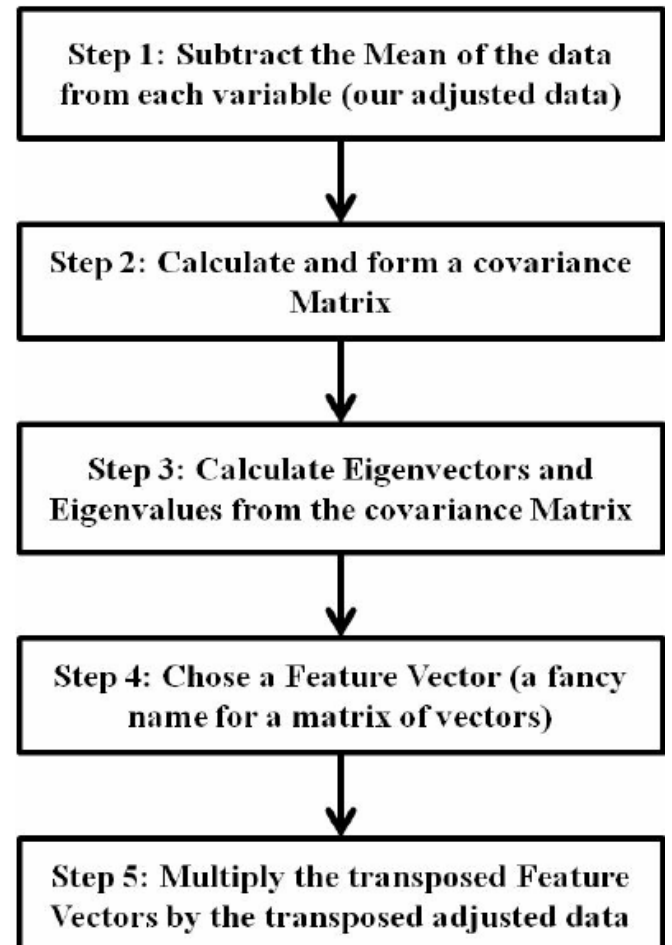 Step 1: Subtract the Mean of the data
from each variable (our adjusted data)
Step 2: Calculate and form a covariance
Matrix
Step 3: Calculate Eigenvectors and
Eigenvalues from the covariance Matrix
Step 4: Chose a Feature Vector (a fancy
name for a matrix of vectors)
Step 5: Multiply the transposed Feature
Vectors by the transposed adjusted data